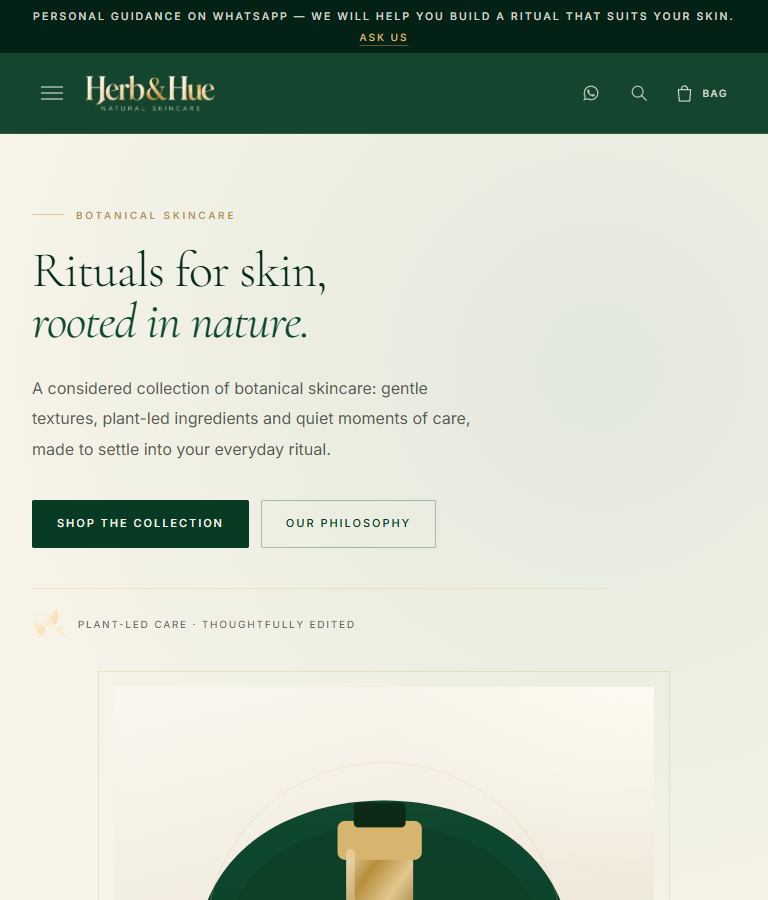 PERSONAL GUIDANCE ON WHATSAPP — WE WILL HELP YOU BUILD A RITUAL THAT SUITS YOUR SKIN.
ASK US
Herb&Hue
NATURAL SKINCARE
BAG
BOTANICAL SKINCARE
Rituals for skin,
rooted in nature.
A considered collection of botanical skincare: gentle
textures, plant-led ingredients and quiet moments of care,
made to settle into your everyday ritual.
SHOP THE COLLECTION
OUR PHILOSOPHY
PLANT-LED CARE · THOUGHTFULLY EDITED